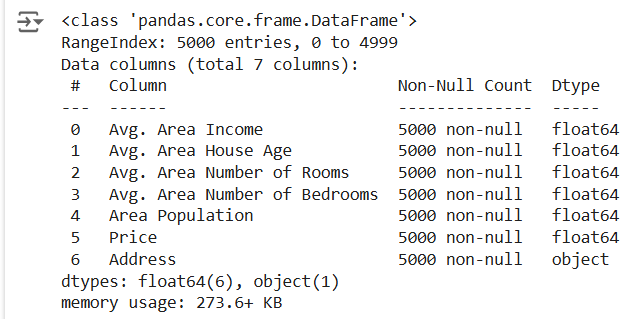 <class 'pandas.core.frame.DataFrame'>
RangeIndex: 5000 entries, 0 to 4999
Data columns (total 7 columns):
 #   Column                        Non-Null Count  Dtype
---  ------                        --------------  -----
 0   Avg. Area Income              5000 non-null   float64
 1   Avg. Area House Age           5000 non-null   float64
 2   Avg. Area Number of Rooms     5000 non-null   float64
 3   Avg. Area Number of Bedrooms  5000 non-null   float64
 4   Area Population               5000 non-null   float64
 5   Price                         5000 non-null   float64
 6   Address                       5000 non-null   object
dtypes: float64(6), object(1)
memory usage: 273.6+ KB